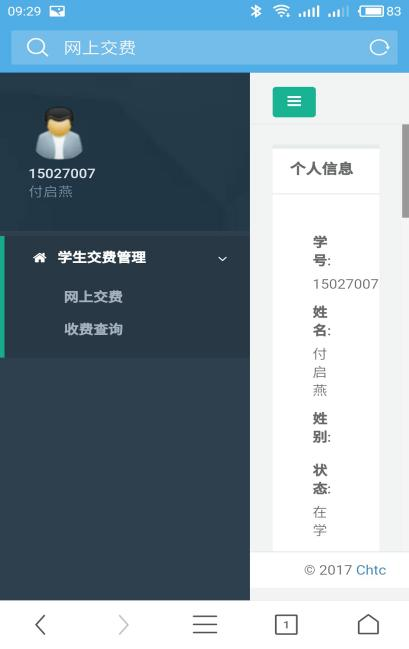 09:29
83
网上交费
15027007
付启燕
学生交费管理
网上交费
收费查询
个人信息
学
号:
15027007
姓
名:
付
启
燕
姓
别:
状
态:
在
学
© 2017 Chtc
1